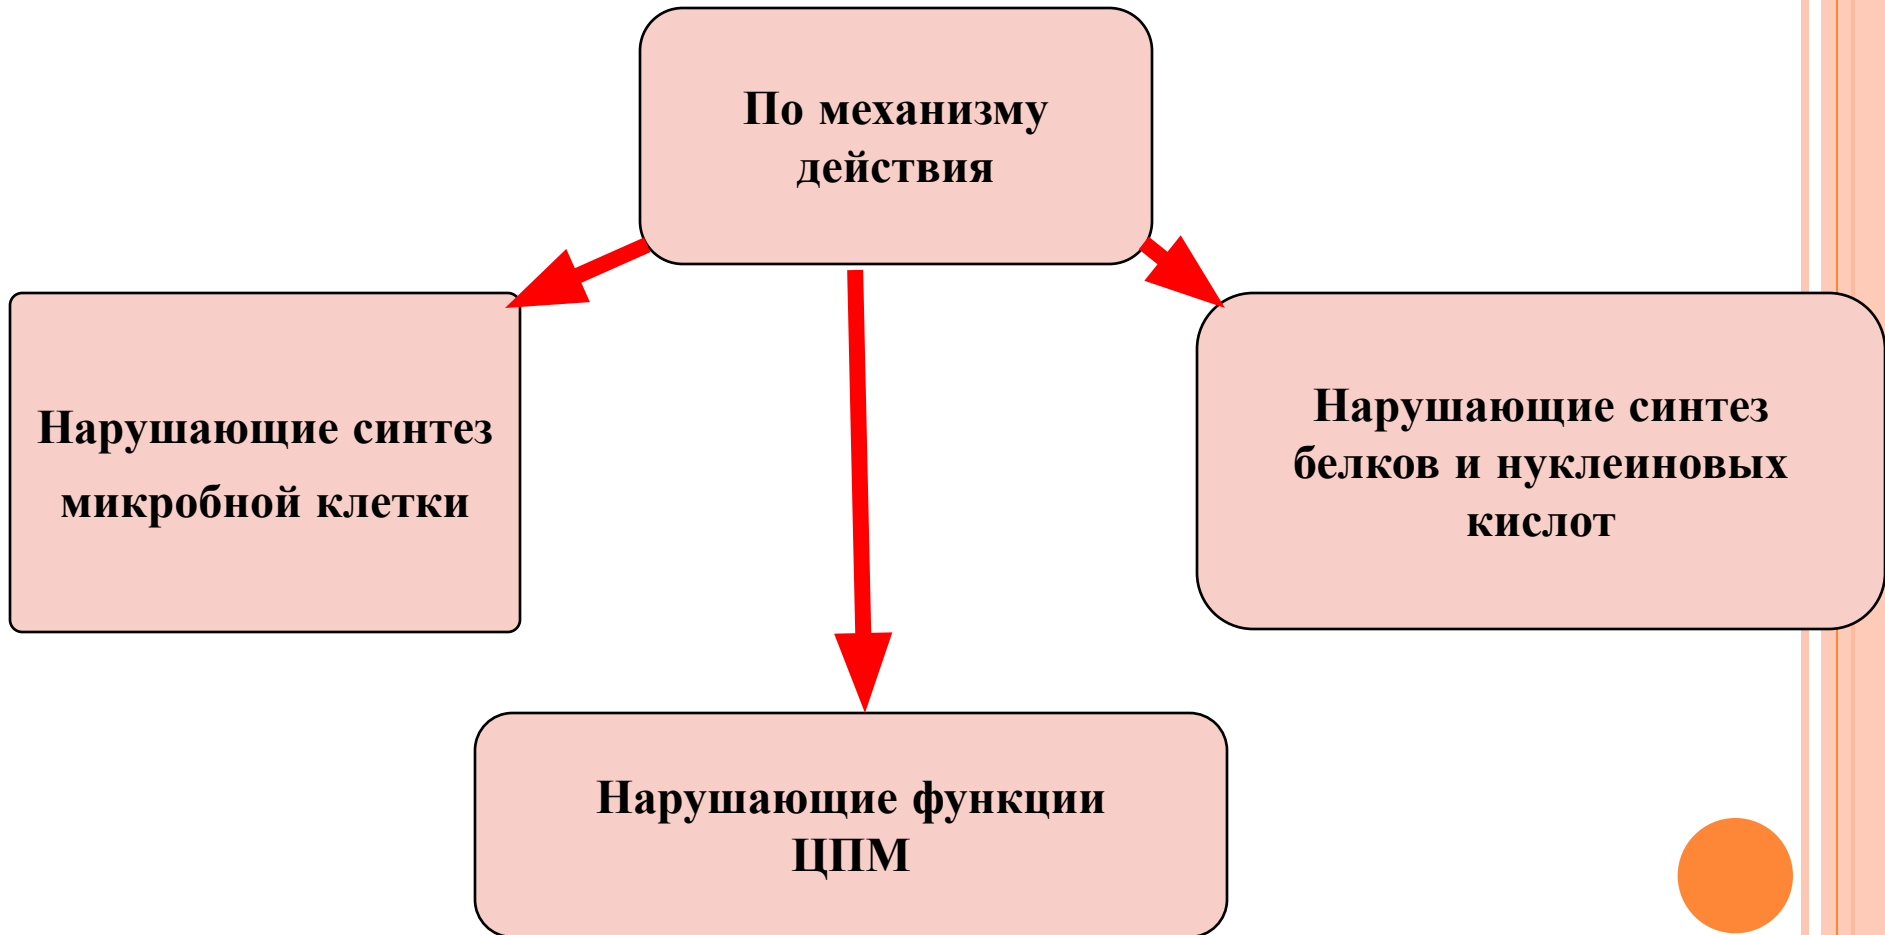 По механизму
действия
Нарушающие синтез
микробной клетки
Нарушающие синтез
белков и нуклеиновых
кислот
Нарушающие функции
ЦПМ